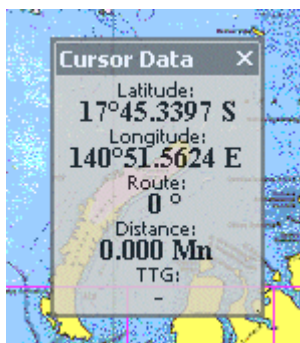 Cursor Data ×
Latitude:
17°45.3397 S
Longitude:
140°51.5624 E
Route:
0 °
Distance:
0.000 Mn
TTG:
-